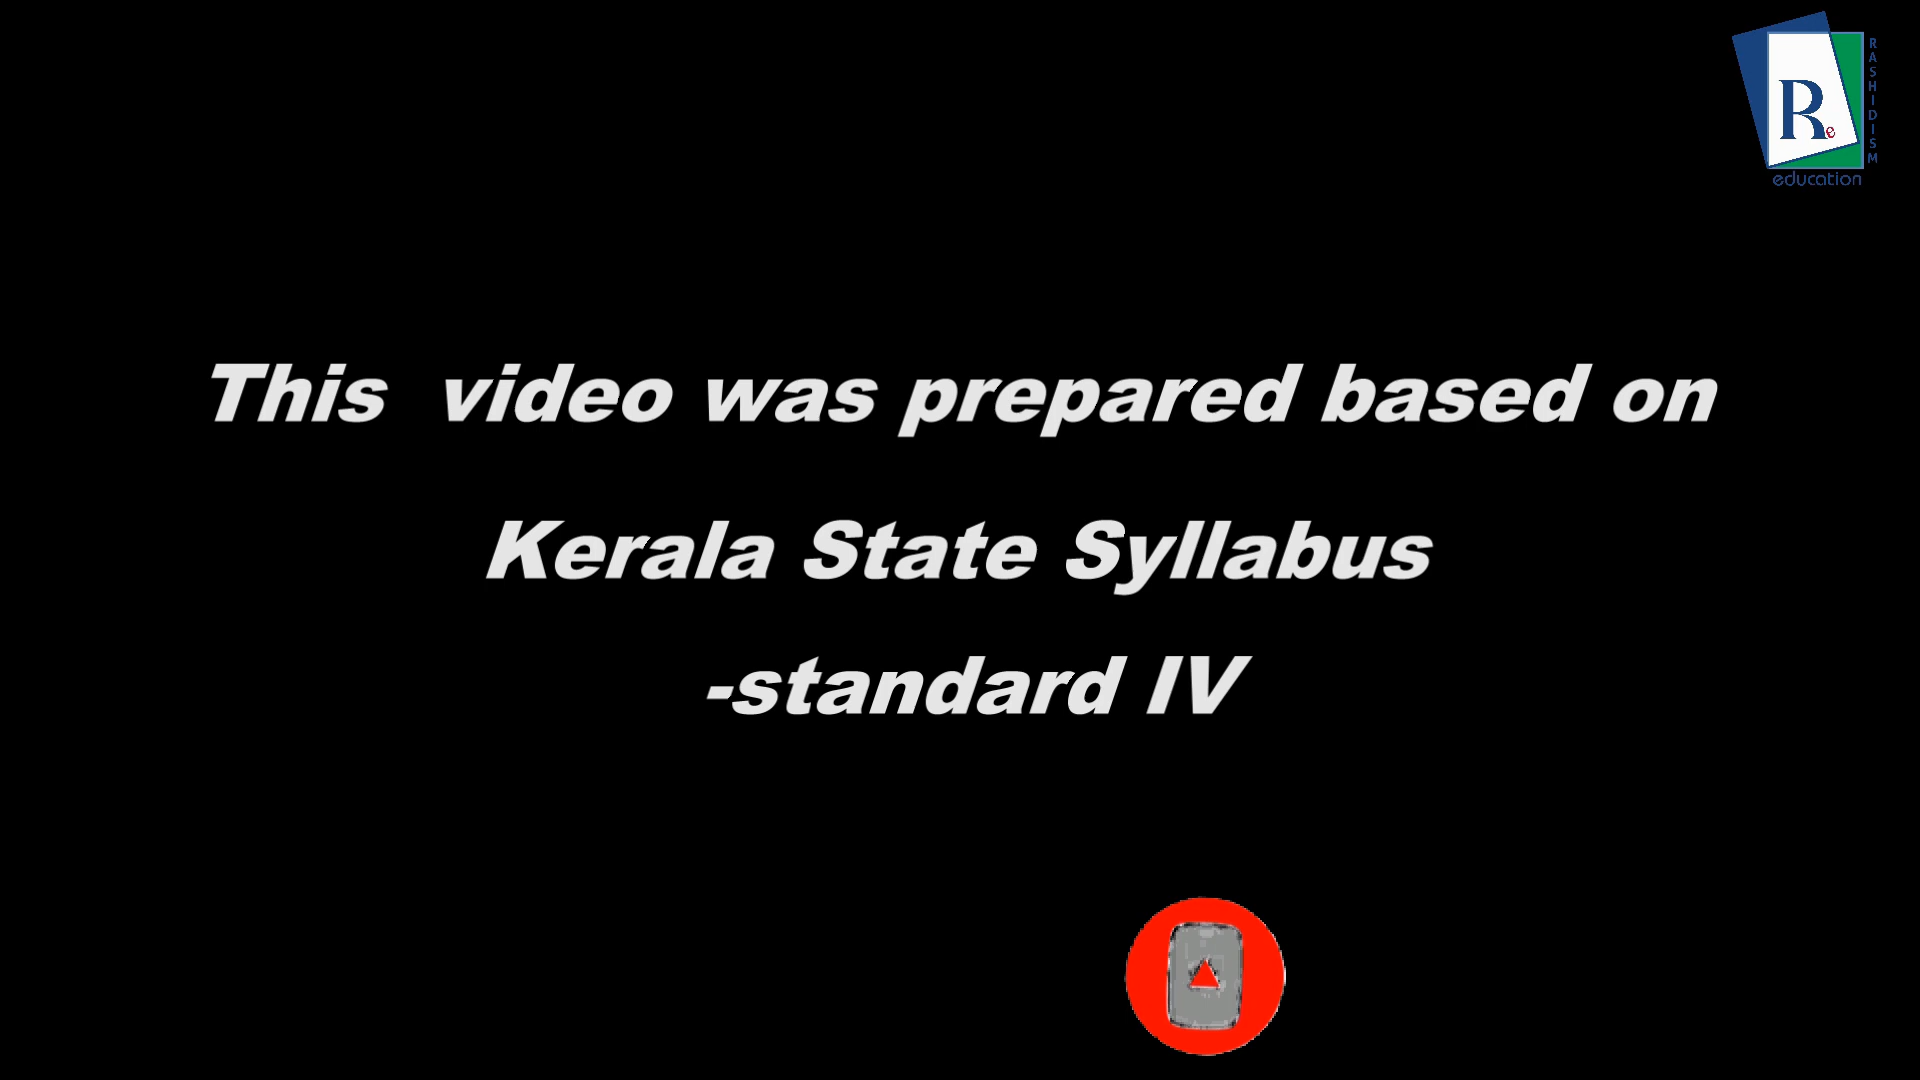 R
e
RASHIDISM
education
This video was prepared based on
Kerala State Syllabus
-standard IV